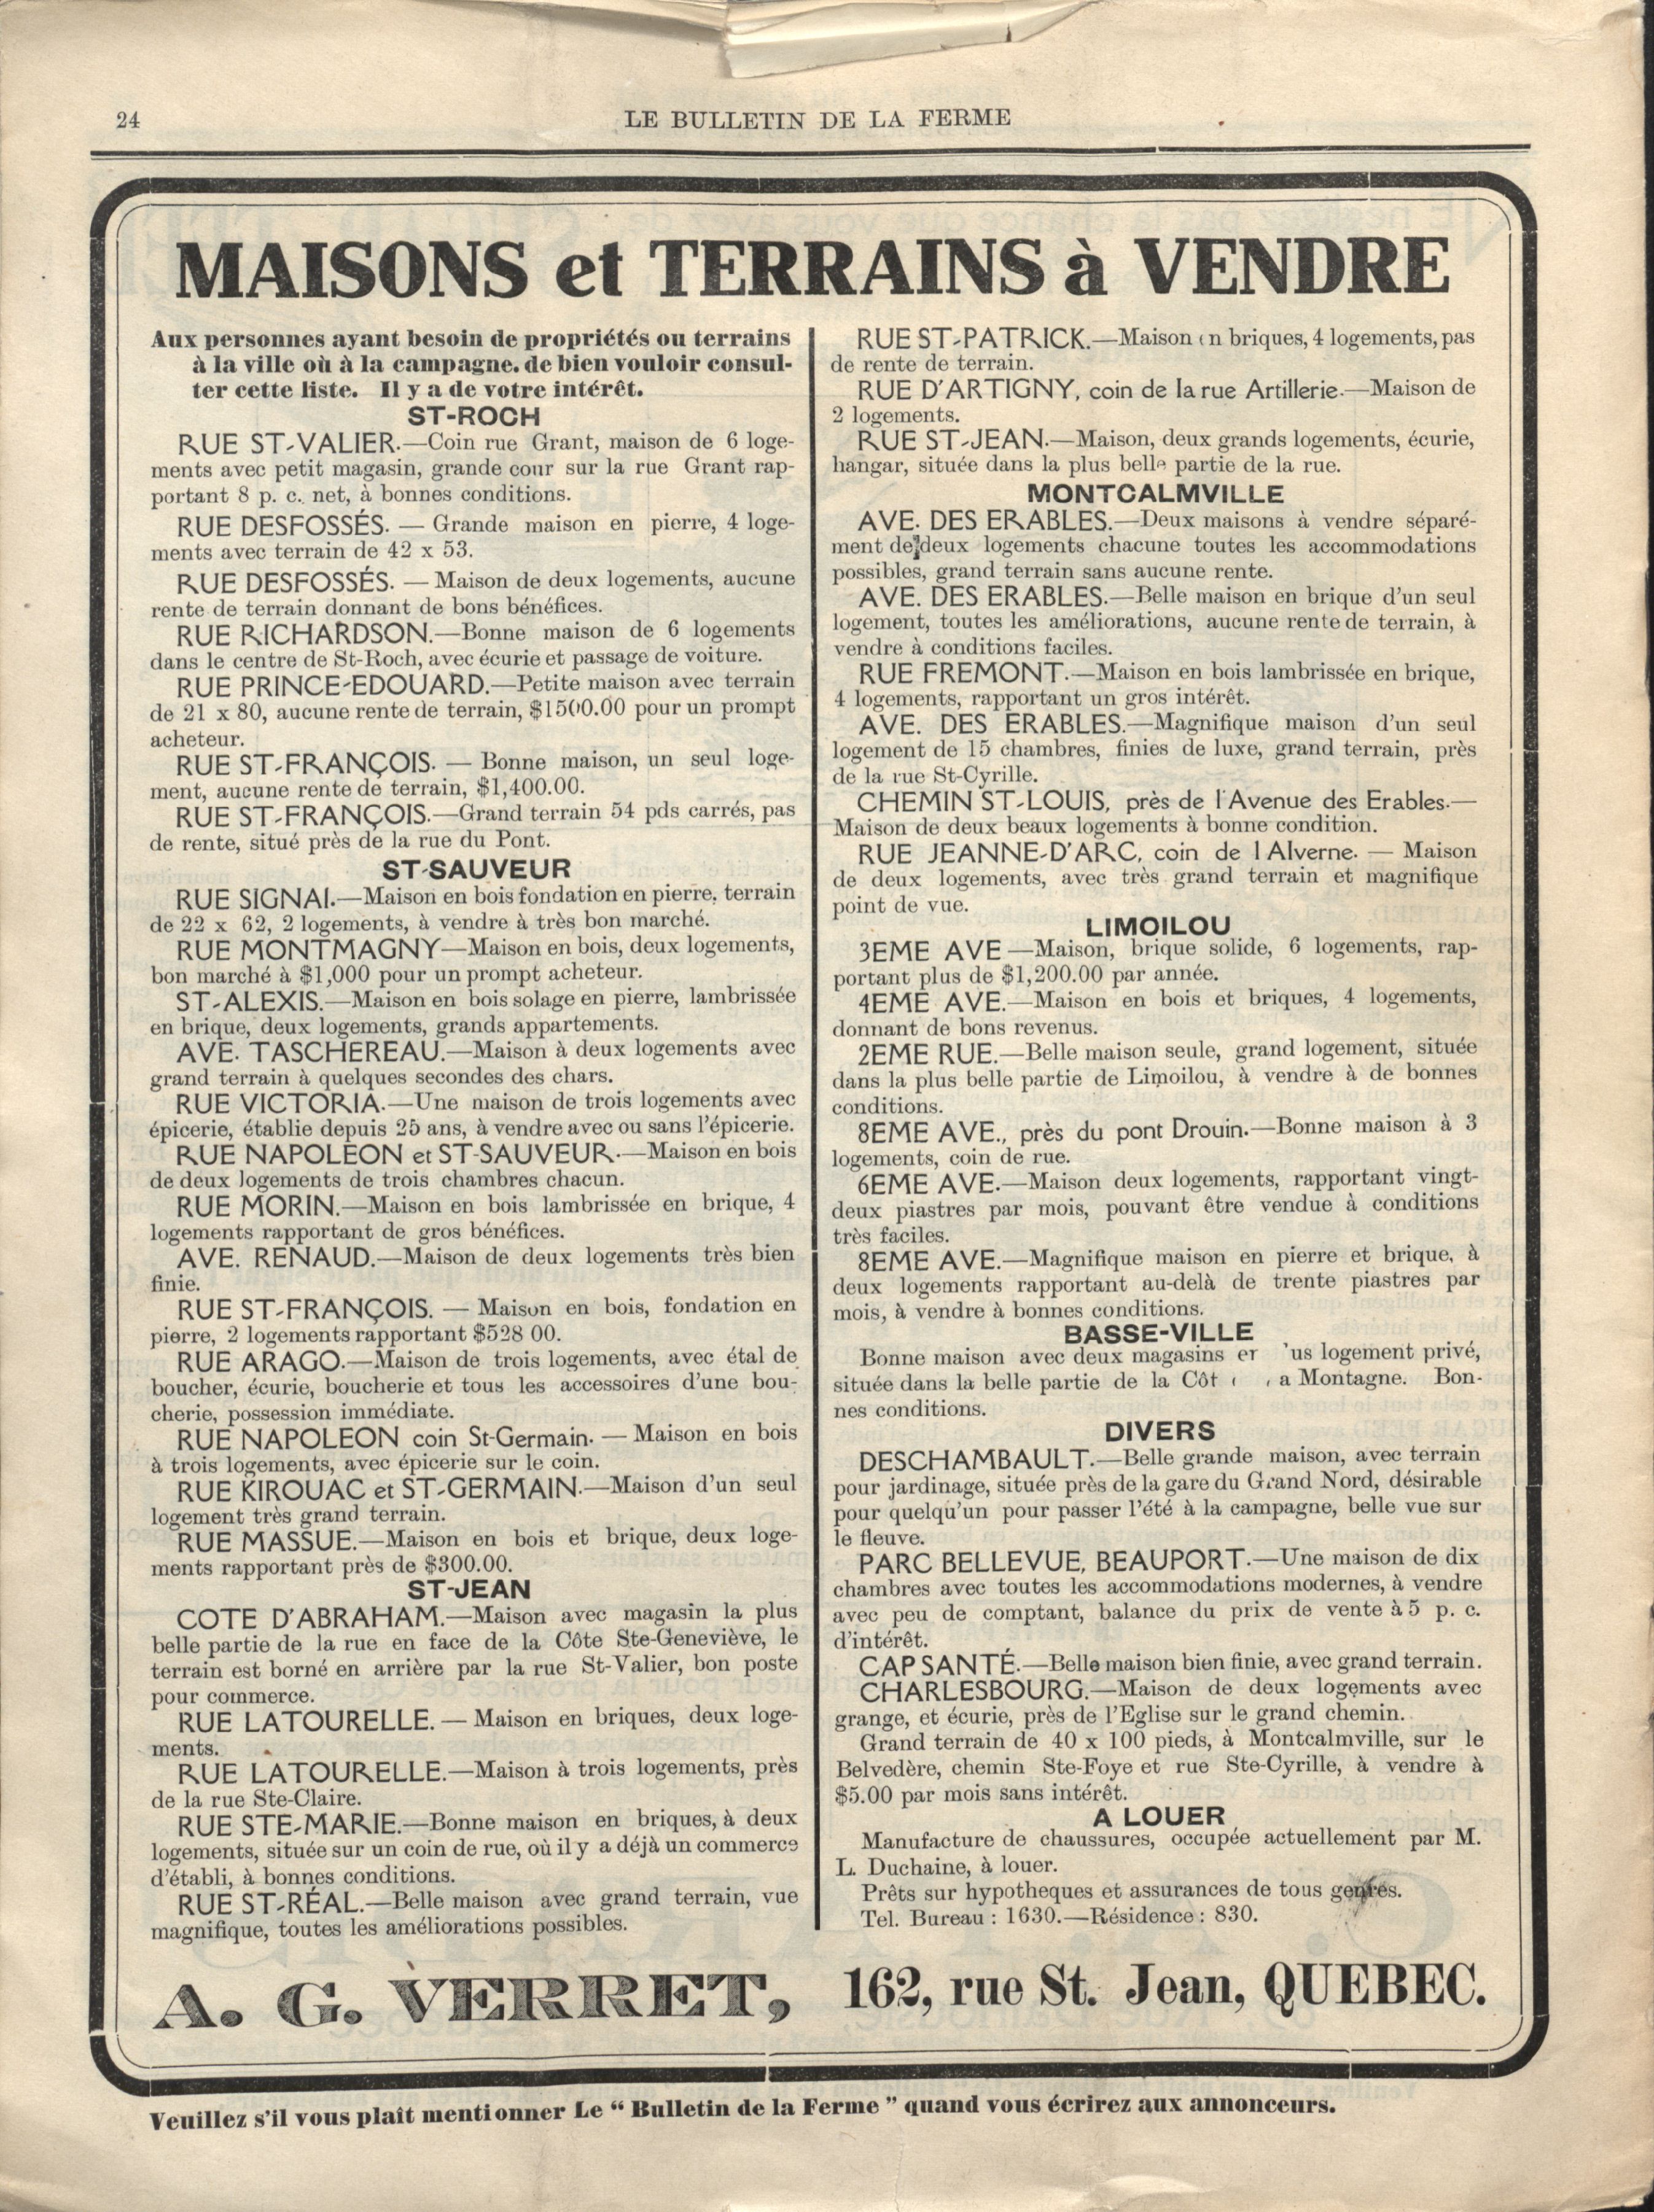 24
LE BULLETIN DE LA FERME
MAISONS et TERRAINS à VENDRE
Aux personnes ayant besoin de propriétés ou terrains
à la ville où à la campagne. de bien vouloir consul-
ter cette liste. Il y a de votre intérêt.
ST-ROCH
RUE ST-VALIER.—Coin rue Grant, maison de 6 loge-
ments avec petit magasin, grande cour sur la rue Grant rap-
portant 8 p. c. net, à bonnes conditions.
RUE DESFOSSÉS. — Grande maison en pierre, 4 loge-
ments avec terrain de 42 x 53.
RUE DESFOSSÉS. — Maison de deux logements, aucune
rente de terrain donnant de bons bénéfices.
RUE RICHARDSON.—Bonne maison de 6 logements
dans le centre de St-Roch, avec écurie et passage de voiture.
RUE PRINCE-EDOUARD.—Petite maison avec terrain
de 21 x 80, aucune rente de terrain, $1500.00 pour un prompt
acheteur.
RUE ST-FRANÇOIS. — Bonne maison, un seul loge-
ment, aucune rente de terrain, $1,400.00.
RUE ST-FRANÇOIS.—Grand terrain 54 pds carrés, pas
de rente, situé près de la rue du Pont.
ST-SAUVEUR
RUE SIGNAI.—Maison en bois fondation en pierre, terrain
de 22 x 62, 2 logements, à vendre à très bon marché.
RUE MONTMAGNY—Maison en bois, deux logements,
bon marché à $1,000 pour un prompt acheteur.
ST-ALEXIS.—Maison en bois solage en pierre, lambrissée
en brique, deux logements, grands appartements.
AVE. TASCHEREAU.—Maison à deux logements avec
grand terrain à quelques secondes des chars.
RUE VICTORIA.—Une maison de trois logements avec
épicerie, établie depuis 25 ans, à vendre avec ou sans l'épicerie.
RUE NAPOLEON et ST-SAUVEUR.—Maison en bois
de deux logements de trois chambres chacun.
RUE MORIN.—Maison en bois lambrissée en brique, 4
logements rapportant de gros bénéfices.
AVE. RENAUD.—Maison de deux logements très bien
finie.
RUE ST-FRANÇOIS. — Maison en bois, fondation en
pierre, 2 logements rapportant $528 00.
RUE ARAGO.—Maison de trois logements, avec étal de
boucher, écurie, boucherie et tous les accessoires d'une bou-
cherie, possession immédiate.
RUE NAPOLEON coin St-Germain. — Maison en bois
à trois logements, avec épicerie sur le coin.
RUE KIROUAC et ST-GERMAIN.—Maison d'un seul
logement très grand terrain.
RUE MASSUE.—Maison en bois et brique, deux loge-
ments rapportant près de $300.00.
ST-JEAN
COTE D'ABRAHAM.—Maison avec magasin la plus
belle partie de la rue en face de la Côte Ste-Geneviève, le
terrain est borné en arrière par la rue St-Valier, bon poste
pour commerce.
RUE LATOURELLE. — Maison en briques, deux loge-
ments.
RUE LATOURELLE.—Maison à trois logements, près
de la rue Ste-Claire.
RUE STE-MARIE.—Bonne maison en briques, à deux
logements, située sur un coin de rue, où il y a déjà un commerce
d'établi, à bonnes conditions.
RUE ST-RÉAL.—Belle maison avec grand terrain, vue
magnifique, toutes les améliorations possibles.
RUE ST-PATRICK.—Maison en briques, 4 logements, pas
de rente de terrain.
RUE D'ARTIGNY, coin de la rue Artillerie.—Maison de
2 logements.
RUE ST-JEAN.—Maison, deux grands logements, écurie,
hangar, située dans la plus belle partie de la rue.
MONTCALMVILLE
AVE. DES ERABLES.—Deux maisons à vendre séparé-
ment de deux logements chacune toutes les accommodations
possibles, grand terrain sans aucune rente.
AVE. DES ERABLES.—Belle maison en brique d'un seul
logement, toutes les améliorations, aucune rente de terrain, à
vendre à conditions faciles.
RUE FREMONT.—Maison en bois lambrissée en brique,
4 logements, rapportant un gros intérêt.
AVE. DES ERABLES.—Magnifique maison d'un seul
logement de 15 chambres, finies de luxe, grand terrain, près
de la rue St-Cyrille.
CHEMIN ST-LOUIS, près de l'Avenue des Erables.—
Maison de deux beaux logements à bonne condition.
RUE JEANNE-D'ARC, coin de l Alverne. — Maison
de deux logements, avec très grand terrain et magnifique
point de vue.
LIMOILOU
3EME AVE—Maison, brique solide, 6 logements, rap-
portant plus de $1,200.00 par année.
4EME AVE.—Maison en bois et briques, 4 logements,
donnant de bons revenus.
2EME RUE.—Belle maison seule, grand logement, située
dans la plus belle partie de Limoilou, à vendre à de bonnes
conditions.
8EME AVE., près du pont Drouin.—Bonne maison à 3
logements, coin de rue.
6EME AVE.—Maison deux logements, rapportant vingt-
deux piastres par mois, pouvant être vendue à conditions
très faciles.
8EME AVE.—Magnifique maison en pierre et brique, à
deux logements rapportant au-delà de trente piastres par
mois, à vendre à bonnes conditions.
BASSE-VILLE
Bonne maison avec deux magasins logement privé,
située dans la belle partie de la Côt a Montagne. Bon-
nes conditions.
DIVERS
DESCHAMBAULT.—Belle grande maison, avec terrain
pour jardinage, située près de la gare du Grand Nord, désirable
pour quelqu'un pour passer l'été à la campagne, belle vue sur
le fleuve.
PARC BELLEVUE, BEAUPORT.—Une maison de dix
chambres avec toutes les accommodations modernes, à vendre
avec peu de comptant, balance du prix de vente à 5 p. c.
d'intérêt.
CAP SANTÉ.—Belle maison bien finie, avec grand terrain.
CHARLESBOURG.—Maison de deux logements avec
grange, et écurie, près de l'Eglise sur le grand chemin.
Grand terrain de 40 x 100 pieds, à Montcalmville, sur le
Belvedère, chemin Ste-Foye et rue Ste-Cyrille, à vendre à
$5.00 par mois sans intérêt.
A LOUER
Manufacture de chaussures, occupée actuellement par M.
L. Duchaine, à louer.
Prêts sur hypotheques et assurances de tous genres.
Tel. Bureau : 1630.—Résidence : 830.
A. G. VERRET, 162, rue St. Jean, QUEBEC.
Veuillez s'il vous plaît mentionner Le " Bulletin de la Ferme " quand vous écrirez aux annonceurs.